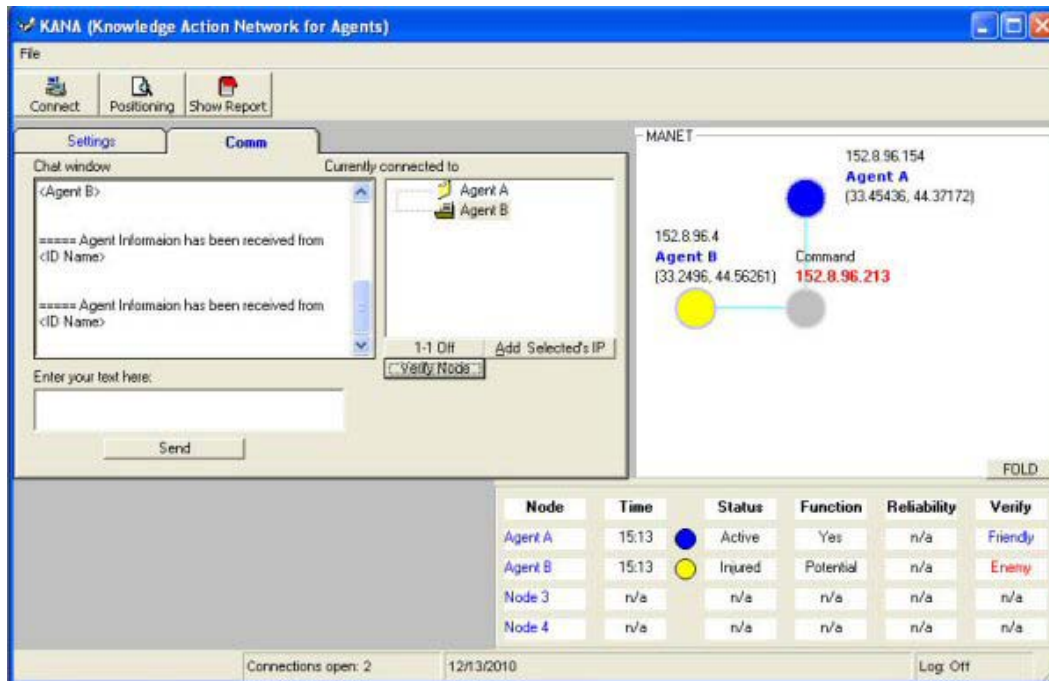 KANA (Knowledge Action Network for Agents)
File
Connect
Positioning
Show Report
Settings
Comm
Chat window
Currently connected to
<Agent B>
===== Agent Informaion has been received from
<ID Name>
===== Agent Informaion has been received from
<ID Name>
Agent A
Agent B
1-1 Off
Add Selected's IP
Verify Node
Enter your text here:
Send
MANET
152.8.96.154
Agent A
(33.45436, 44.37172)
152.8.96.4
Agent B
(33.2496, 44.56261)
Command
152.8.96.213
FOLD
Node Time Status Function Reliability Verify
Agent A 15:13 Active Yes n/a Friendly
Agent B 15:13 Injured Potential n/a Enemy
Node 3 n/a n/a n/a n/a n/a
Node 4 n/a n/a n/a n/a n/a
Connections open: 2
12/13/2010
Log: Off